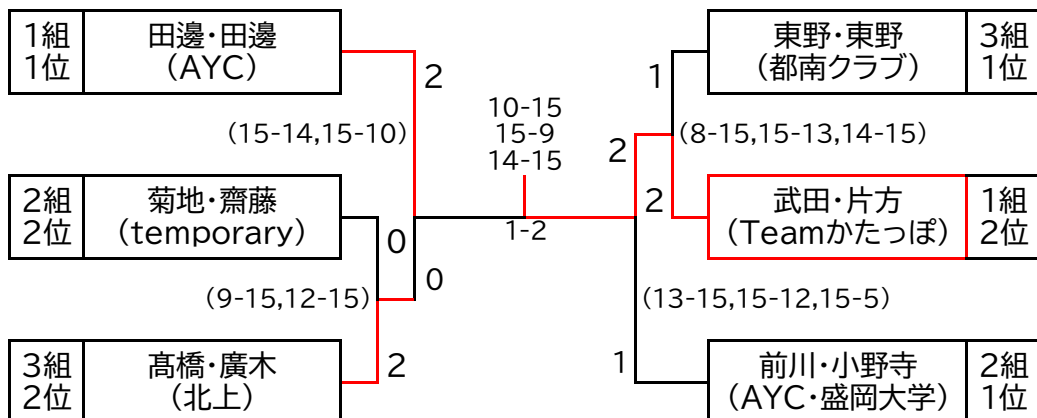 1組
1位
田邊・田邊
(AYC)
2
(15-14,15-10)
2組
2位
菊地・齋藤
(temporary)
0
0
(9-15,12-15)
3組
2位
髙橋・廣木
(北上)
2
10-15
15-9
14-15
1-2
東野・東野
(都南クラブ)
3組
1位
1
(8-15,15-13,14-15)
2
2
武田・片方
(Teamかたっぽ)
1組
2位
(13-15,15-12,15-5)
1
前川・小野寺
(AYC・盛岡大学)
2組
1位